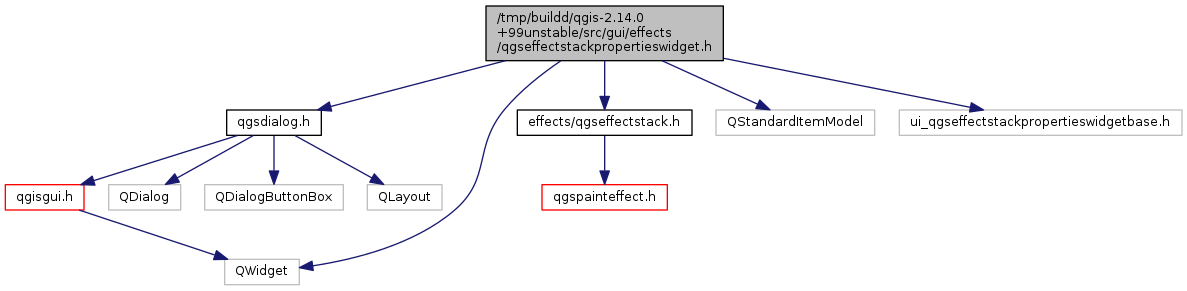 /tmp/buildd/qgis-2.14.0
+99unstable/src/gui/effects
/qgseffectstackpropertieswidget.h
qgsdialog.h
effects/qgseffectstack.h
QStandardItemModel
ui_qgseffectstackpropertieswidgetbase.h
qgisgui.h
QDialog
QDialogButtonBox
QLayout
qgspainteffect.h
QWidget